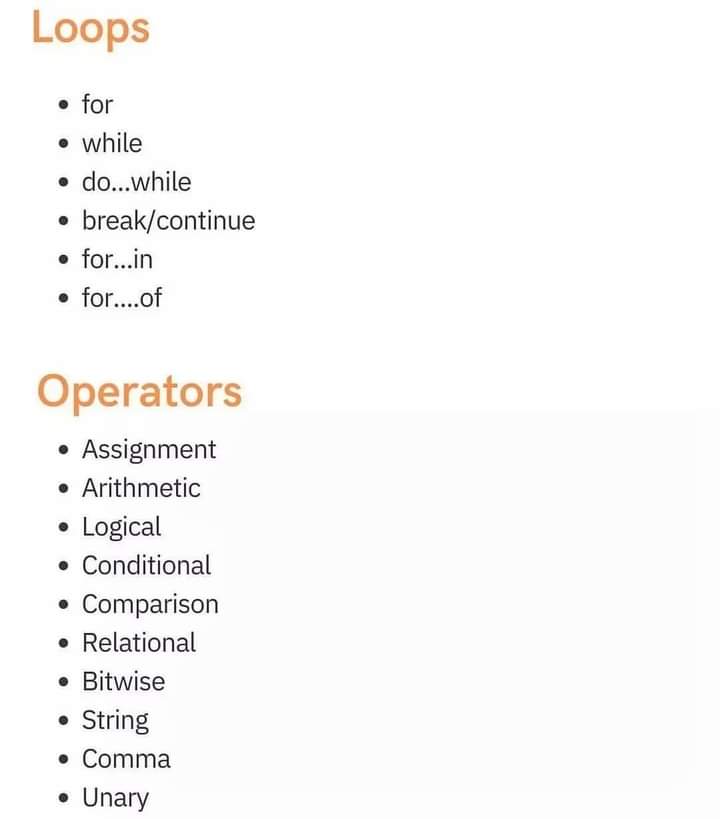 Loops
• for
• while
• do...while
• break/continue
• for...in
• for....of
Operators
• Assignment
• Arithmetic
• Logical
• Conditional
• Comparison
• Relational
• Bitwise
• String
• Comma
• Unary